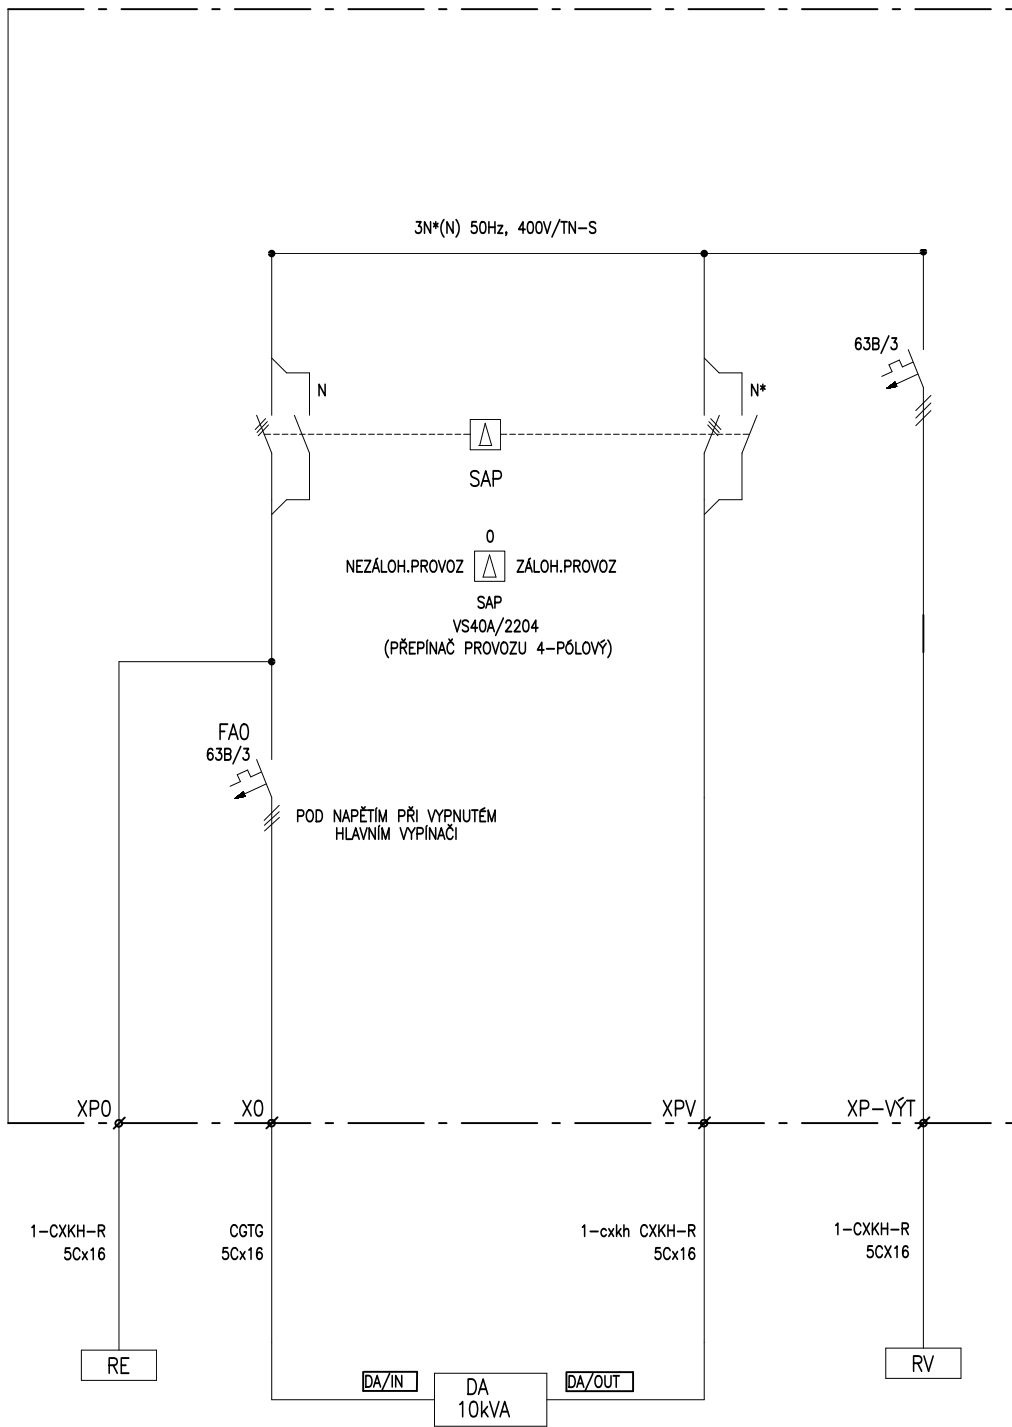 3N*(N) 50Hz, 400V/TN-S
63B/3
N
N*
SAP
0
NEZÁLOH.PROVOZ
ZÁLOH.PROVOZ
SAP
VS40A/2204
(PŘEPÍNAČ PROVOZU 4-PÓLOVÝ)
FA0
63B/3
POD NAPĚTÍM PŘI VYPNUTÉM
HLAVNÍM VYPÍNAČI
XP0
X0
XPV
XP-VÝT
1-CXKH-R
5Cx16
CGTG
5Cx16
1-cxkh CXKH-R
5Cx16
1-CXKH-R
5CX16
RE
DA/IN
DA
10kVA
DA/OUT
RV